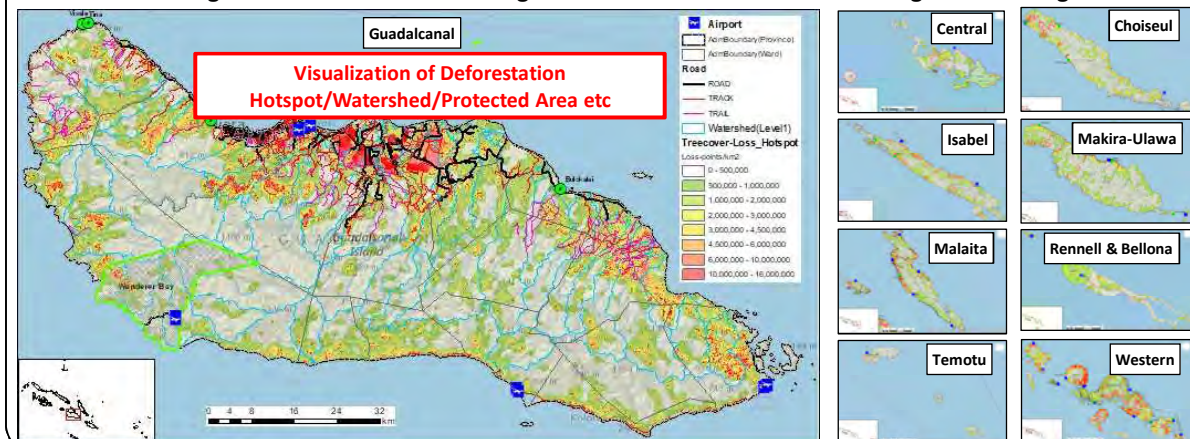 Guadalcanal
Visualization of Deforestation
Hotspot/Watershed/Protected Area etc
Airport
AdmBoundary(Province)
AdmBoundary(Ward)
Road
ROAD
TRACK
TRAIL
Watershed(Level1)
Treecover-Loss_Hotspot
Loss-points/km2
0 - 500,000
500,000 - 1,000,000
1,000,000 - 2,000,000
2,000,000 - 3,000,000
3,000,000 - 4,500,000
4,500,000 - 6,000,000
6,000,000 - 10,000,000
10,000,000 - 16,000,000
Guadalcanal
Island
Wanderer Bay
0 4 8 16 24 32
km
Central
Choiseul
Isabel
Makira-Ulawa
Malaita
Rennell & Bellona
Temotu
Western